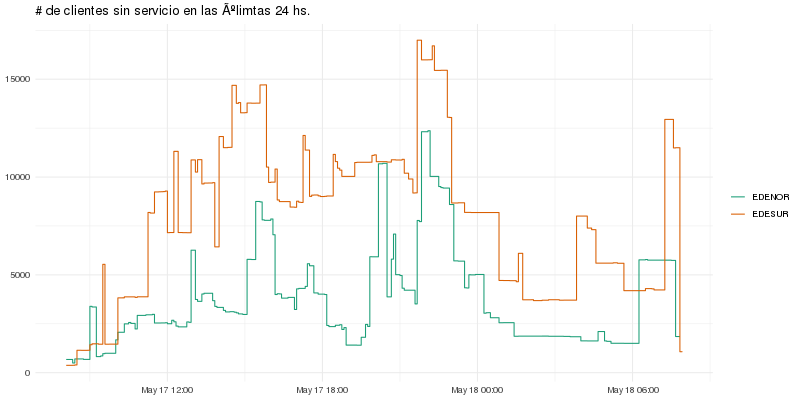 # de clientes sin servicio en las Ãºlimtas 24 hs.
15000
10000
5000
0
May 17 12:00
May 17 18:00
May 18 00:00
May 18 06:00
EDENOR
EDESUR